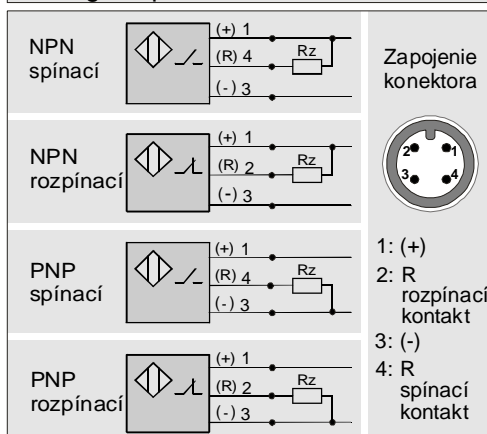 NPN
spínací
(+) 1
(R) 4
Rz
(-) 3
NPN
rozpínací
(+) 1
(R) 2
Rz
(-) 3
PNP
spínací
(+) 1
(R) 4
Rz
(-) 3
PNP
rozpínací
(+) 1
(R) 2
Rz
(-) 3
Zapojenie
konektora
2 1
3 4
1: (+)
2: R
rozpínací
kontakt
3: (-)
4: R
spínací
kontakt